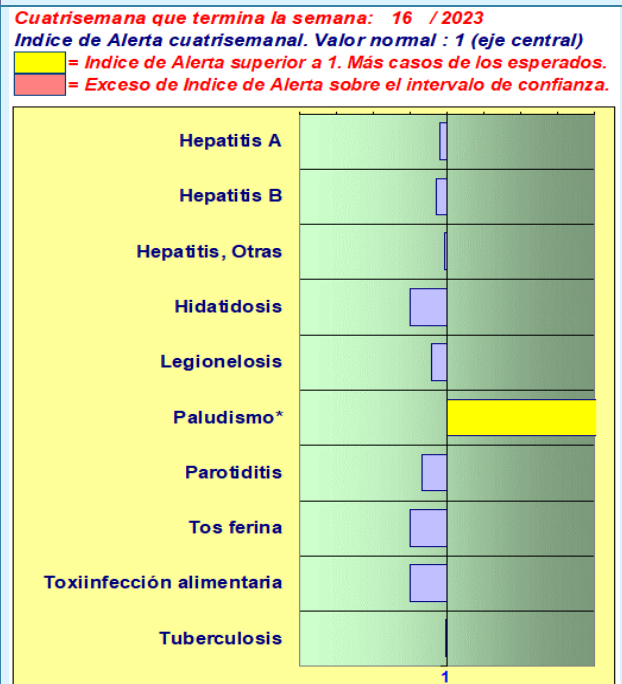 Cuatrisemana que termina la semana: 16 / 2023
Indice de Alerta cuatrisemanal. Valor normal : 1 (eje central)
= Indice de Alerta superior a 1. Más casos de los esperados.
= Exceso de Indice de Alerta sobre el intervalo de confianza.
Hepatitis A
Hepatitis B
Hepatitis, Otras
Hidatidosis
Legionelosis
Paludismo*
Parotiditis
Tos ferina
Toxiinfección alimentaria
Tuberculosis
1